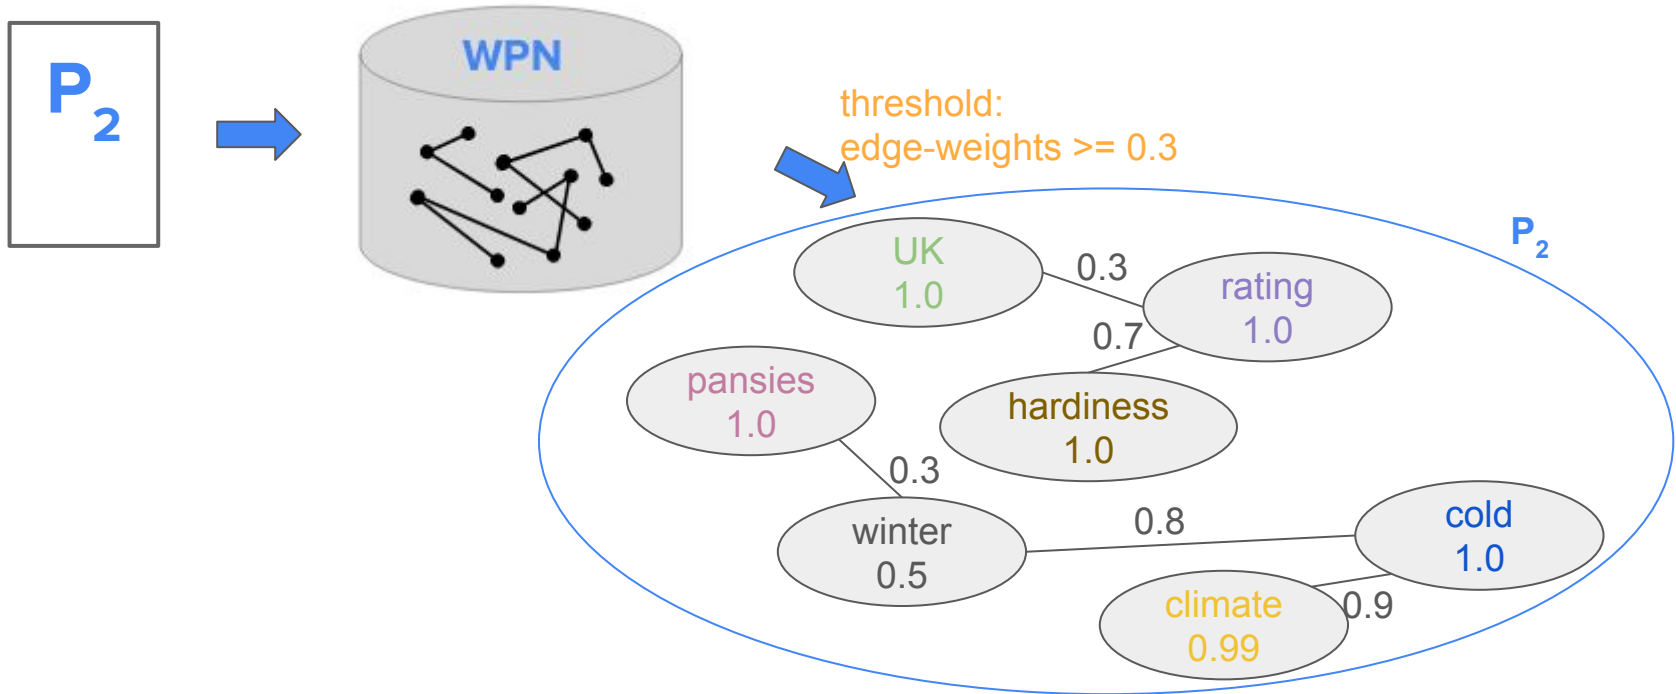 P2
WPN
threshold:
edge-weights >= 0.3
P2
UK
1.0
0.3
rating
1.0
0.7
pansies
1.0
hardiness
1.0
0.3
winter
0.5
0.8
cold
1.0
climate
0.99
0.9